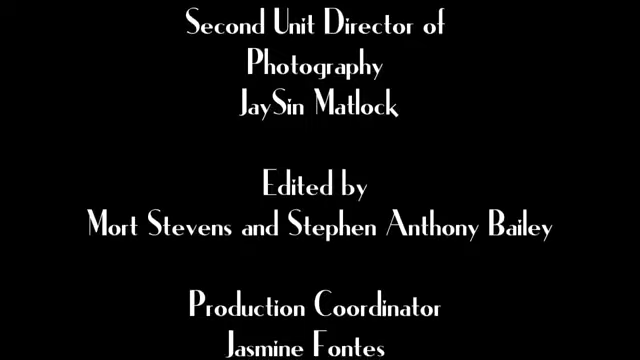 Second Unit Director of
Photography
JaySin Matlock
Edited by
Mort Stevens and Stephen Anthony Bailey
Production Coordinator
Jasmine Fontes